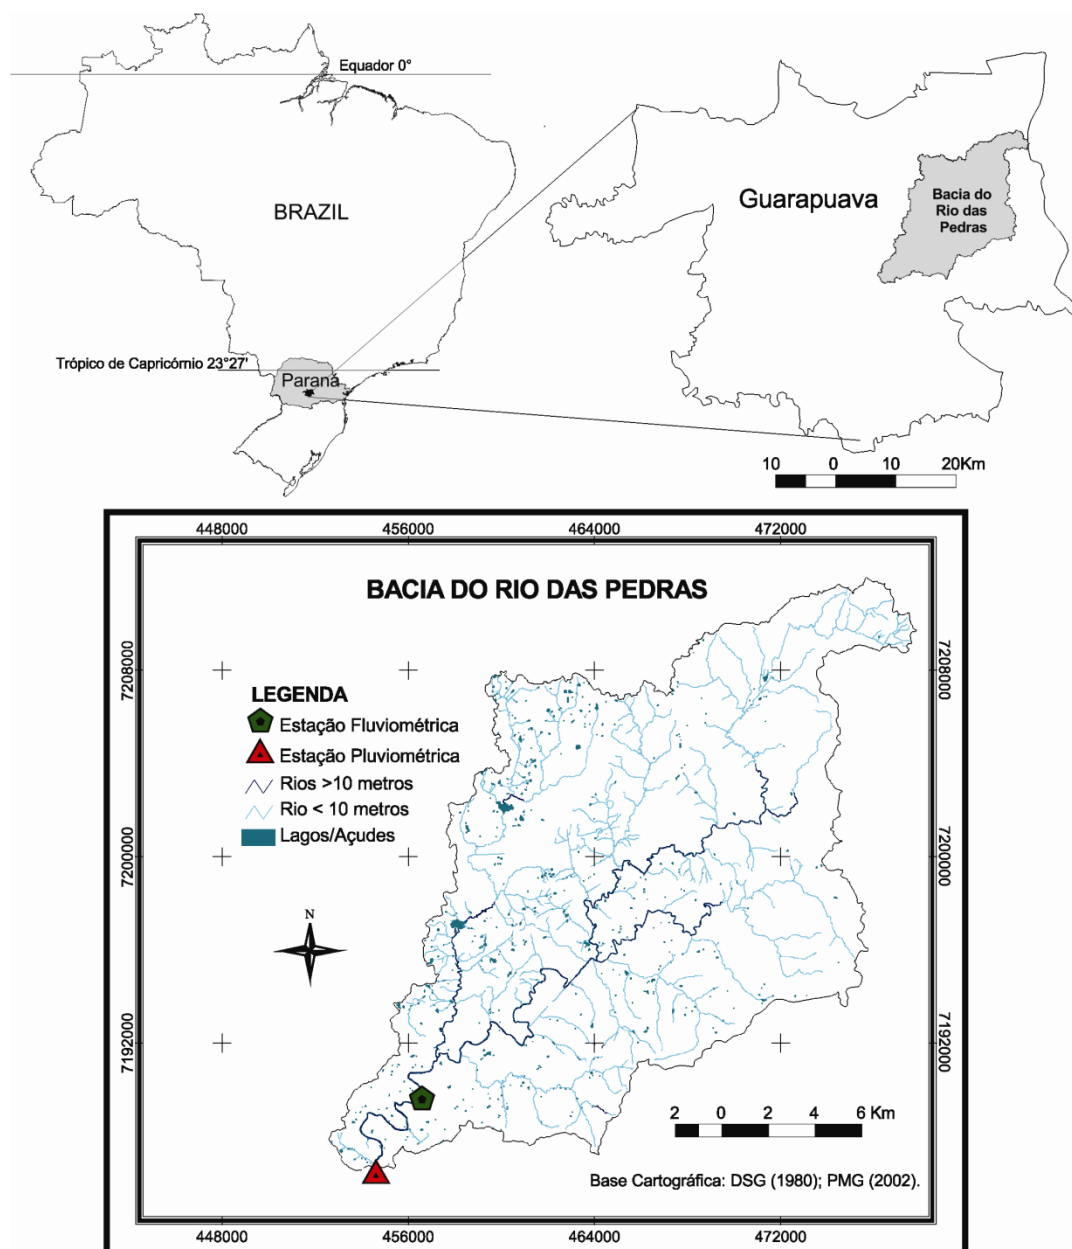 Equador 0°
BRAZIL
Trópico de Capricórnio 23°27'
Paraná
Guarapuava
Bacia do
Rio das
Pedras
10 0 10 20Km
448000 456000 464000 472000
BACIA DO RIO DAS PEDRAS
7208000 7208000
LEGENDA
Estação Fluviométrica
Estação Pluviométrica
Rios >10 metros
Rio < 10 metros
Lagos/Açudes
7200000 7200000
N
7192000 7192000
2 0 2 4 6 Km
Base Cartográfica: DSG (1980); PMG (2002).
448000 456000 464000 472000